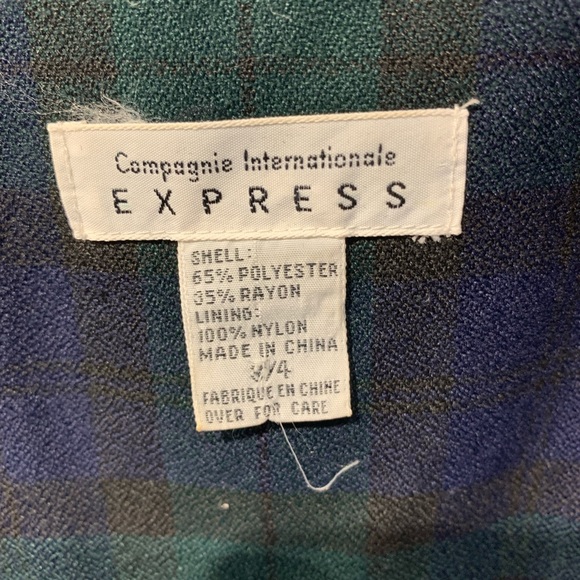 Compagnie Internationale
EXPRESS
SHELL:
65% POLYESTER
35% RAYON
LINING:
100% NYLON
MADE IN CHINA
3/4
FABRIQUE EN CHINE
OVER FOR CARE